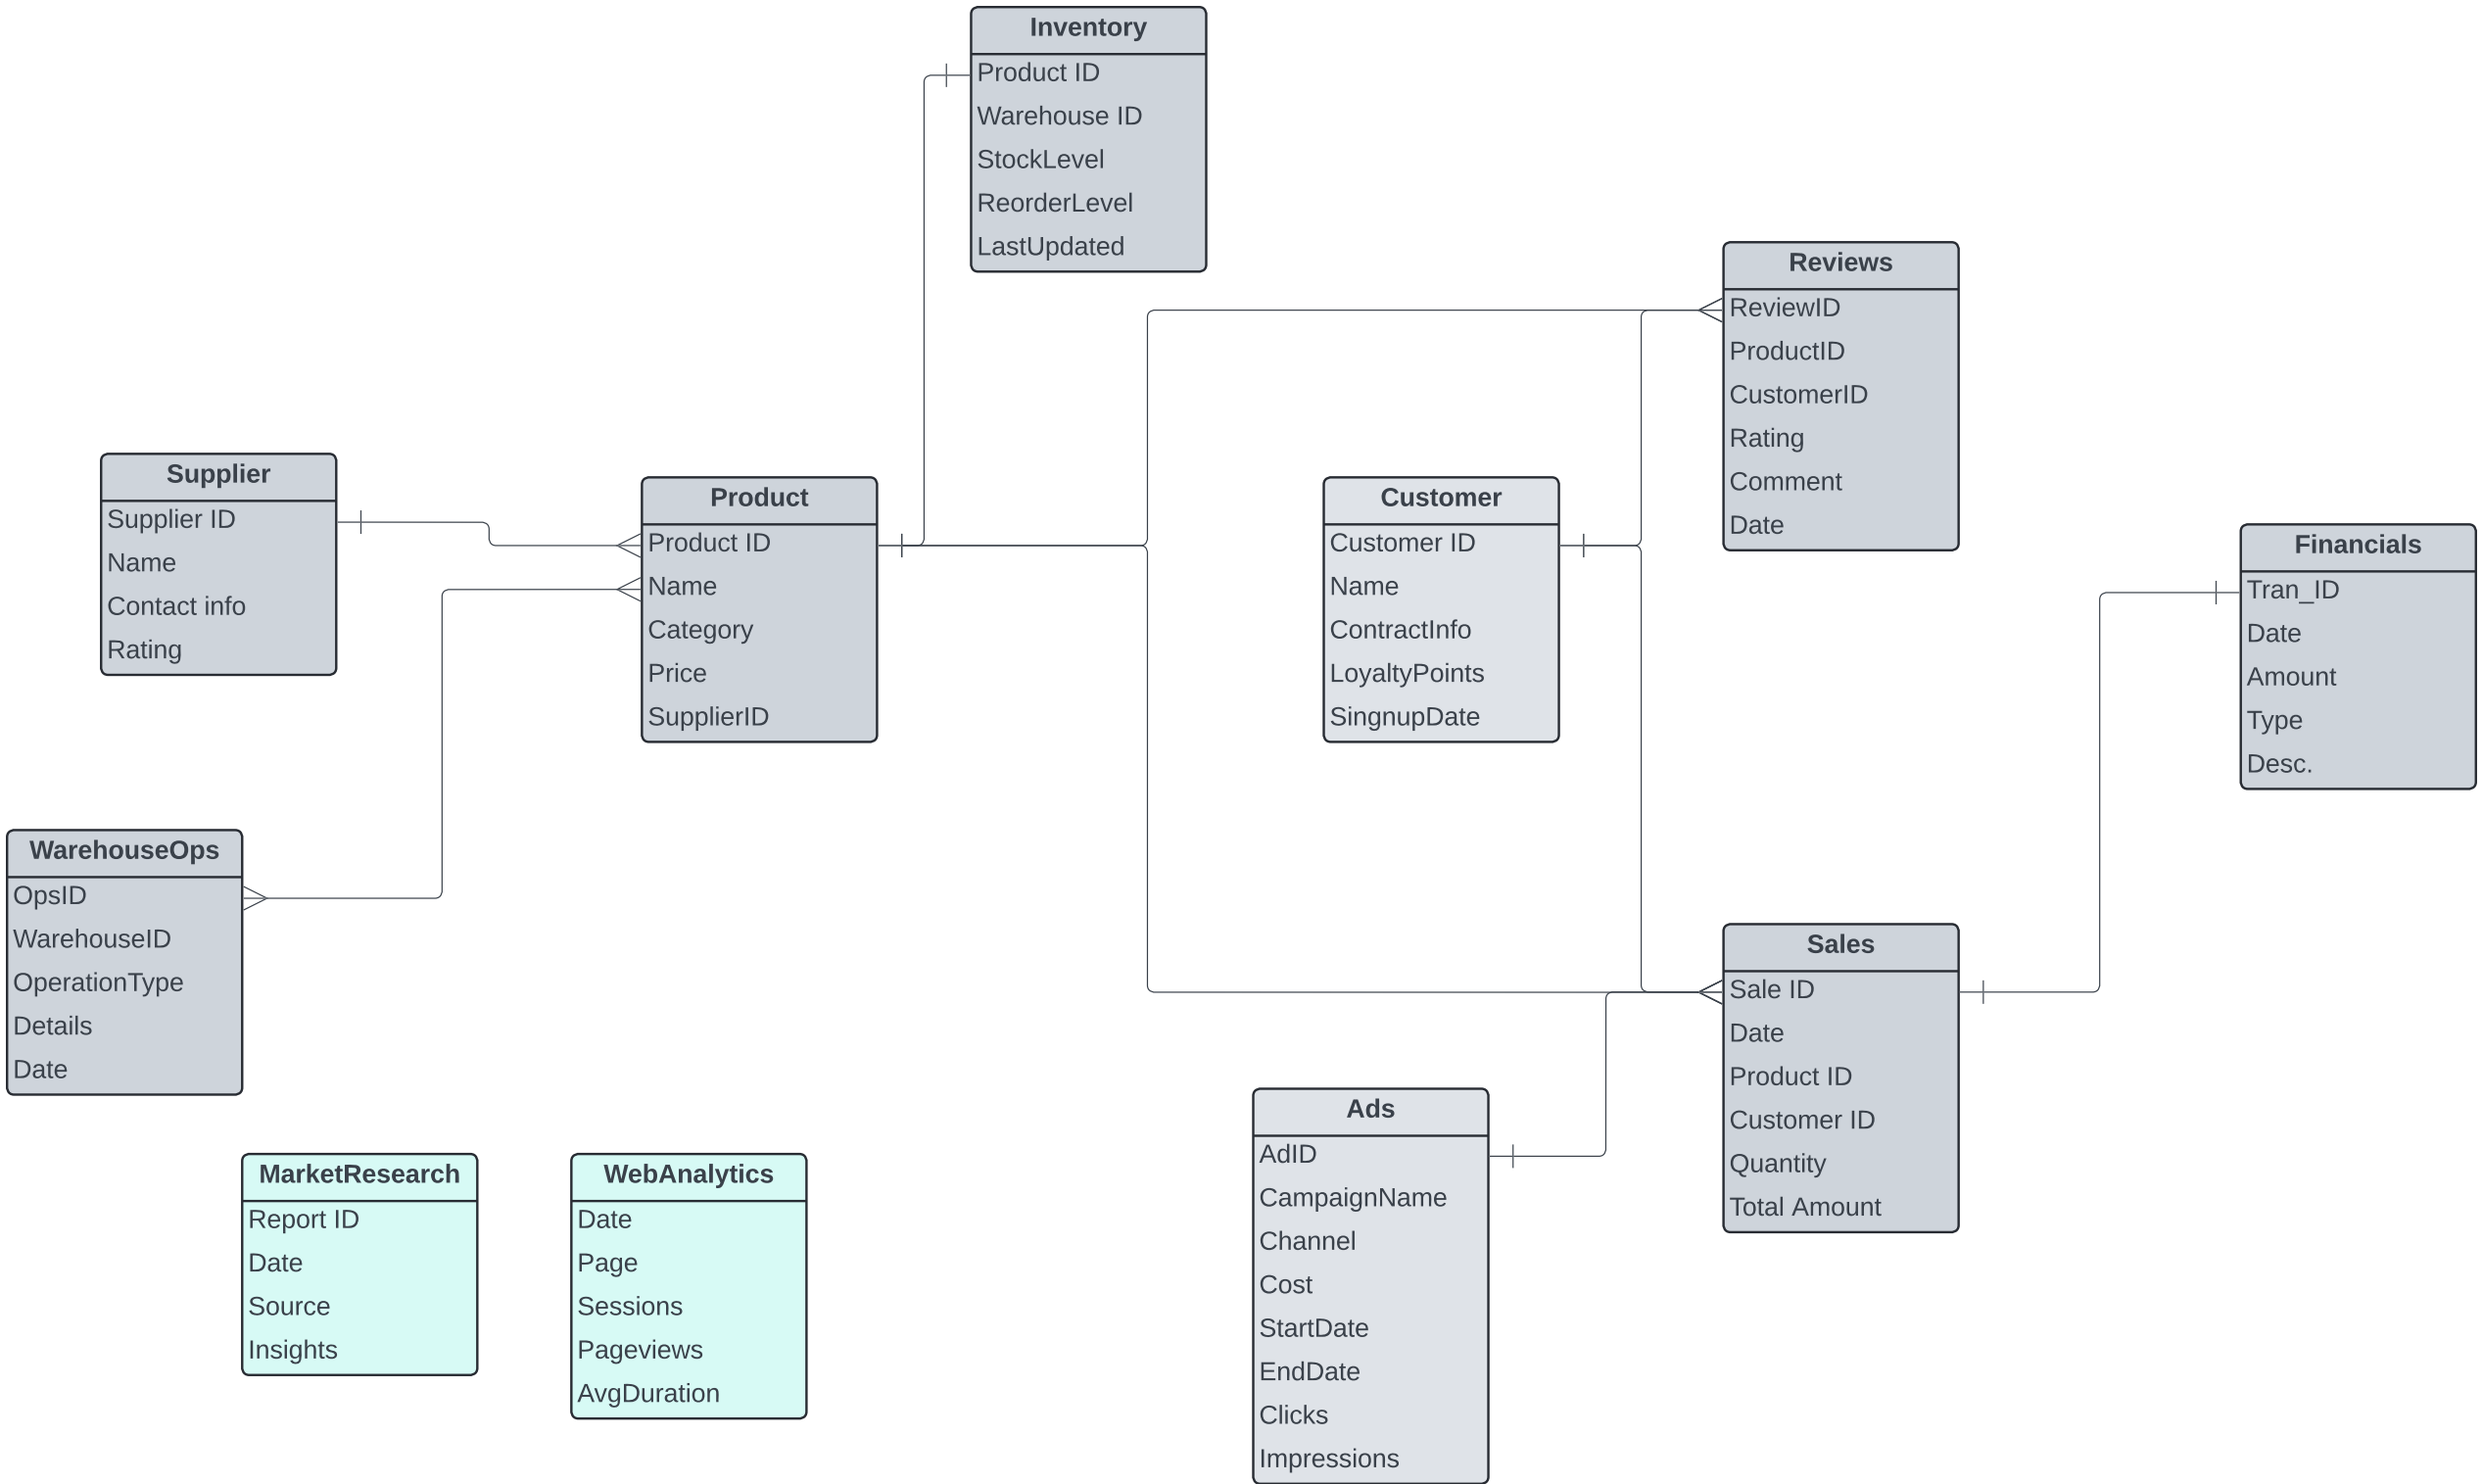 Inventory
Product ID
Warehouse ID
StockLevel
ReorderLevel
LastUpdated
Reviews
ReviewID
ProductID
CustomerID
Rating
Comment
Date
Supplier
Supplier ID
Name
Contact info
Rating
Product
Product ID
Name
Category
Price
SupplierID
Customer
Customer ID
Name
ContractInfo
LoyaltyPoints
SingnupDate
Financials
Tran_ID
Date
Amount
Type
Desc.
WarehouseOps
OpsID
WarehouseID
OperationType
Details
Date
Sales
Sale ID
Date
Product ID
Customer ID
Quantity
Total Amount
Ads
AdID
CampaignName
Channel
Cost
StartDate
EndDate
Clicks
Impressions
MarketResearch
Report ID
Date
Source
Insights
WebAnalytics
Date
Page
Sessions
Pageviews
AvgDuration